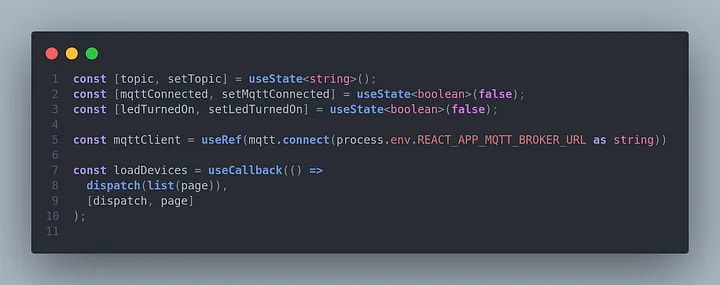 1 const [topic, setTopic] = useState<string>();
2 const [mqttConnected, setMqttConnected] = useState<boolean>(false);
3 const [ledTurnedOn, setLedTurnedOn] = useState<boolean>(false);
4
5 const mqttClient = useRef(mqtt.connect(process.env.REACT_APP_MQTT_BROKER_URL as string))
6
7 const loadDevices = useCallback(() =>
8   dispatch(list(page)),
9   [dispatch, page]
10 );
11